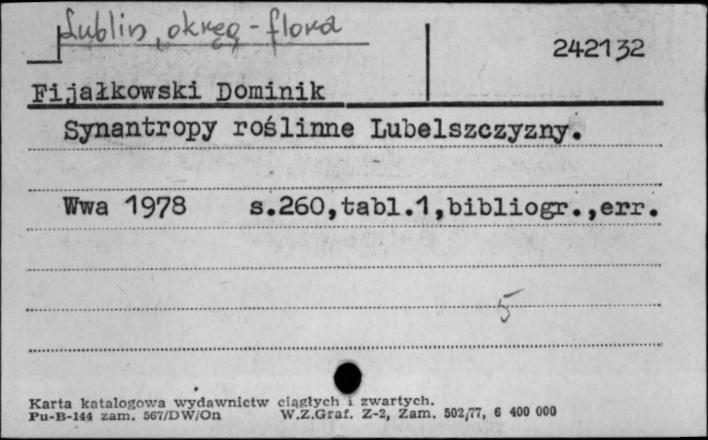 Lublin, okręg - flora
242132
Fijałkowski Dominik
Synantropy roślinne Lubelszczyzny.
Wwa 1978 s.260,tabl.1,bibliogr.,err.
5
Karta katalogowa wydawnictw ciągłych i zwartych.
Pu-B-144 zam. 567/DW/On W.Z.Graf. Z-2, Zam. 502/77, 6 400 000